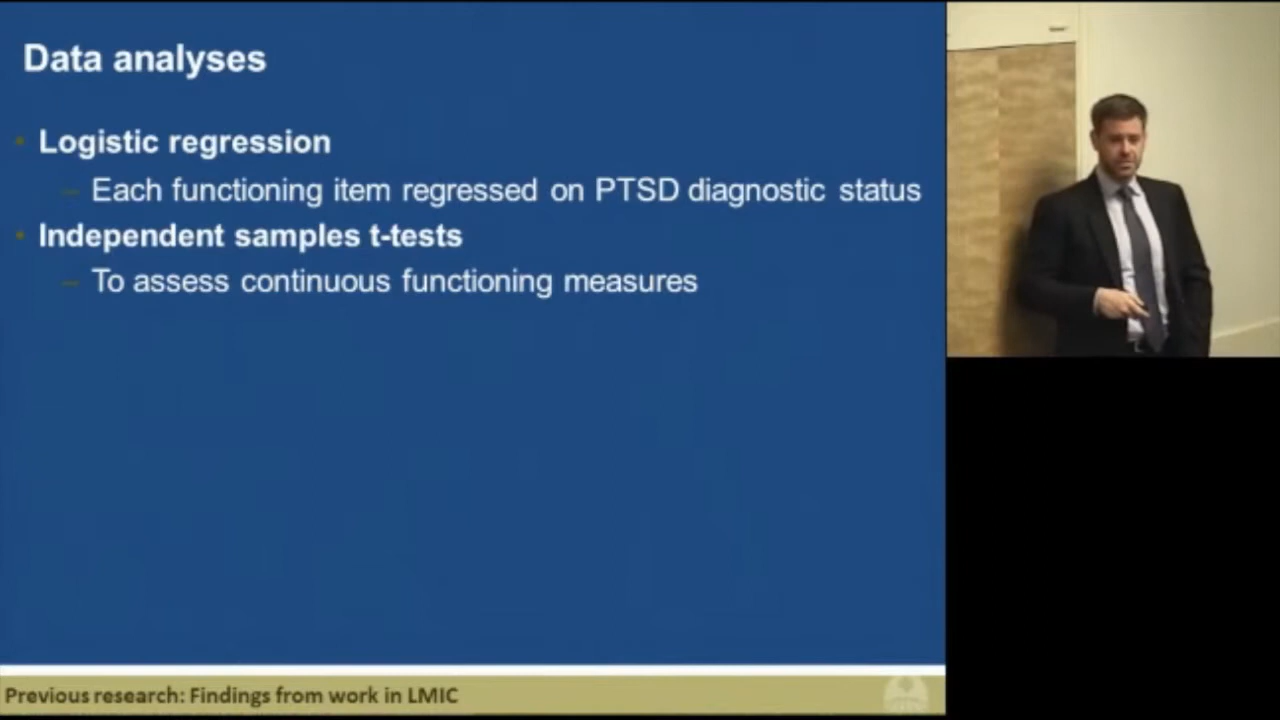 Data analyses
• Logistic regression
– Each functioning item regressed on PTSD diagnostic status
• Independent samples t-tests
– To assess continuous functioning measures
Previous research: Findings from work in LMIC